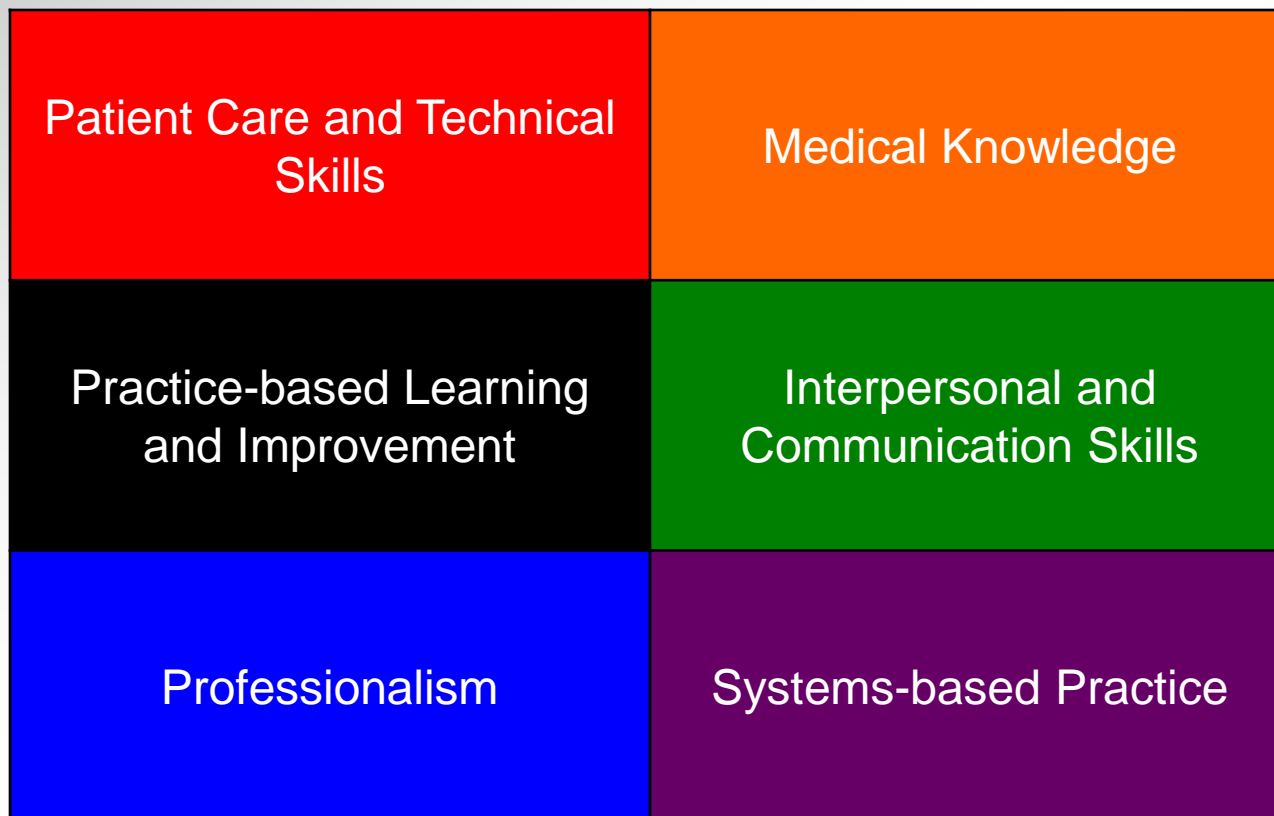 Patient Care and Technical
Skills
Medical Knowledge
Practice-based Learning
and Improvement
Interpersonal and
Communication Skills
Professionalism
Systems-based Practice